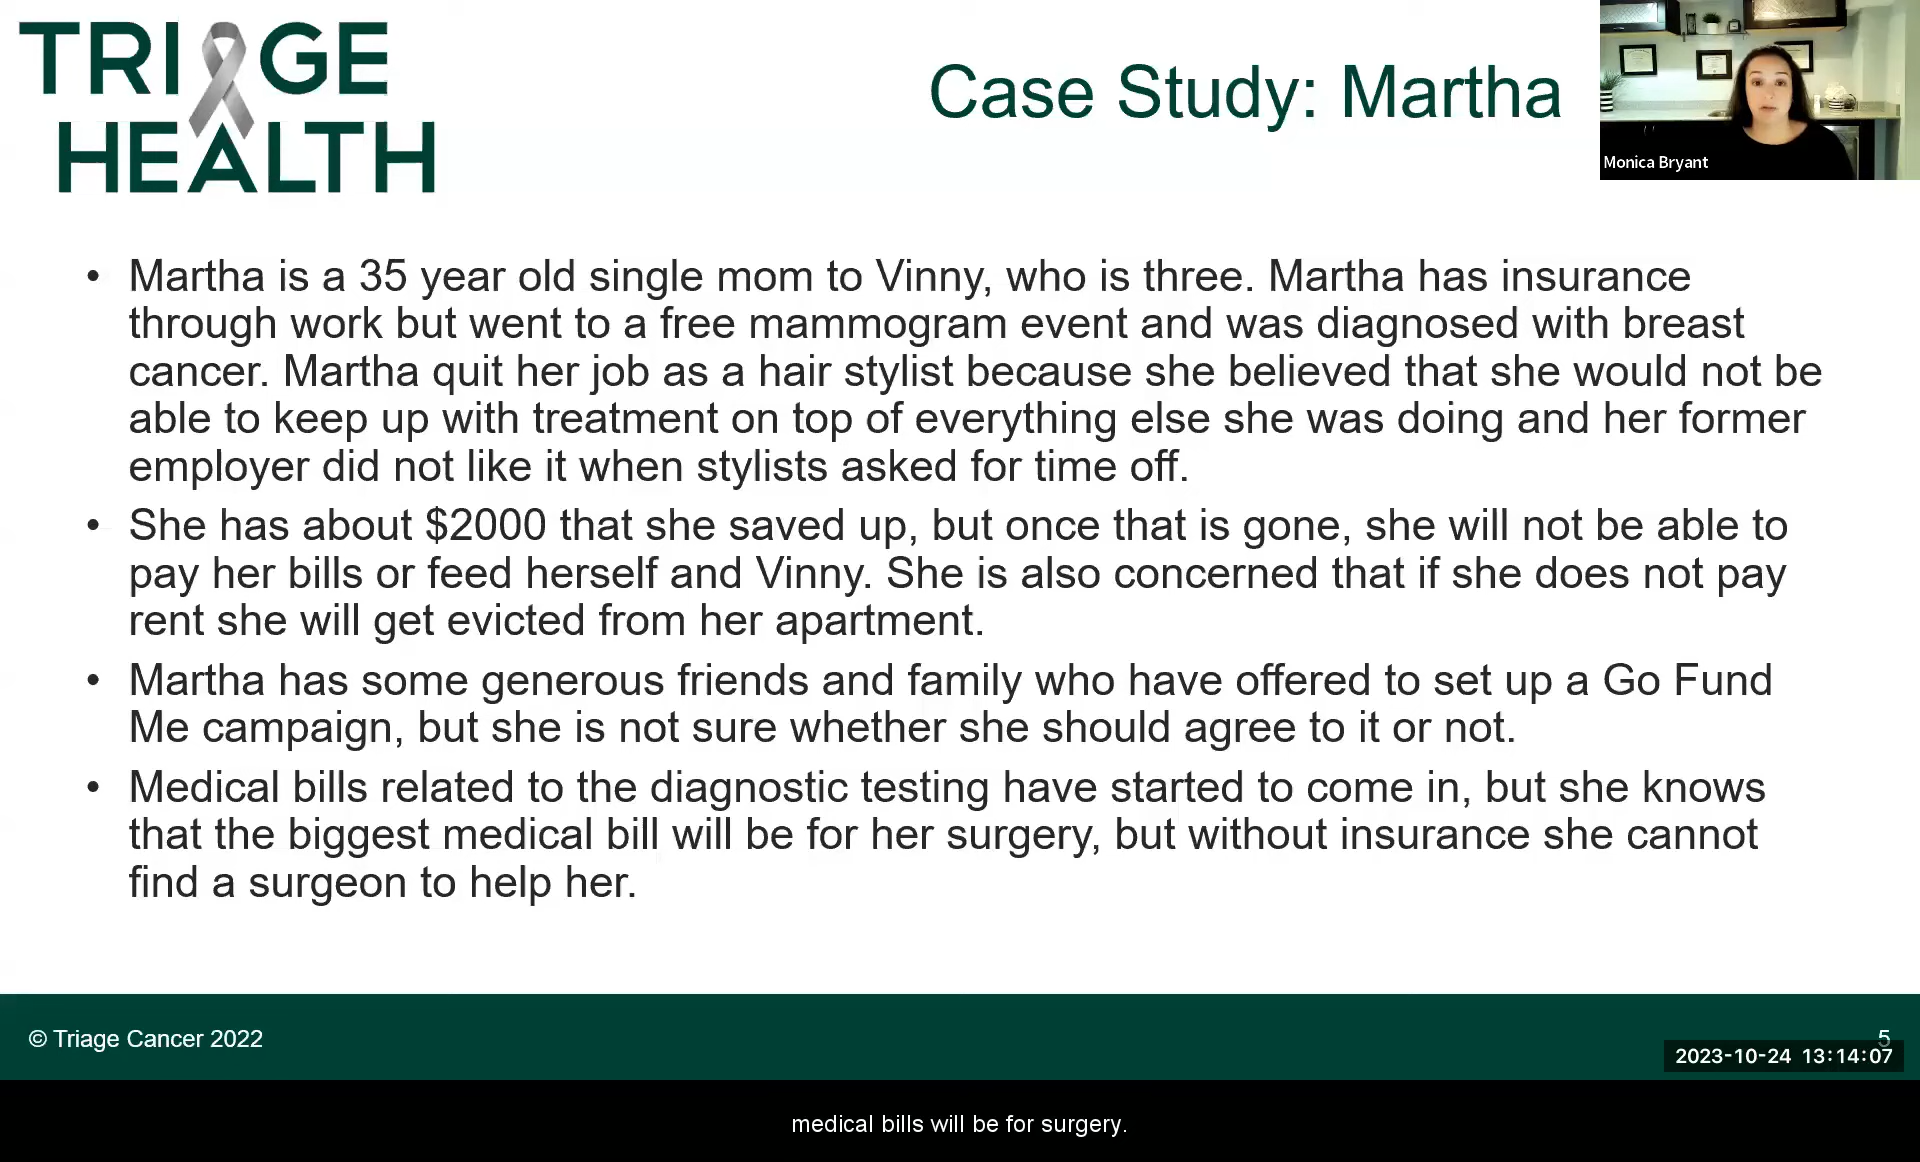 TRIAGE
HEALTH
Case Study: Martha
Monica Bryant
• Martha is a 35 year old single mom to Vinny, who is three. Martha has insurance
through work but went to a free mammogram event and was diagnosed with breast
cancer. Martha quit her job as a hair stylist because she believed that she would not be
able to keep up with treatment on top of everything else she was doing and her former
employer did not like it when stylists asked for time off.
• She has about $2000 that she saved up, but once that is gone, she will not be able to
pay her bills or feed herself and Vinny. She is also concerned that if she does not pay
rent she will get evicted from her apartment.
• Martha has some generous friends and family who have offered to set up a Go Fund
Me campaign, but she is not sure whether she should agree to it or not.
• Medical bills related to the diagnostic testing have started to come in, but she knows
that the biggest medical bill will be for her surgery, but without insurance she cannot
find a surgeon to help her.
© Triage Cancer 2022
5
2023-10-24 13:14:07
medical bills will be for surgery.